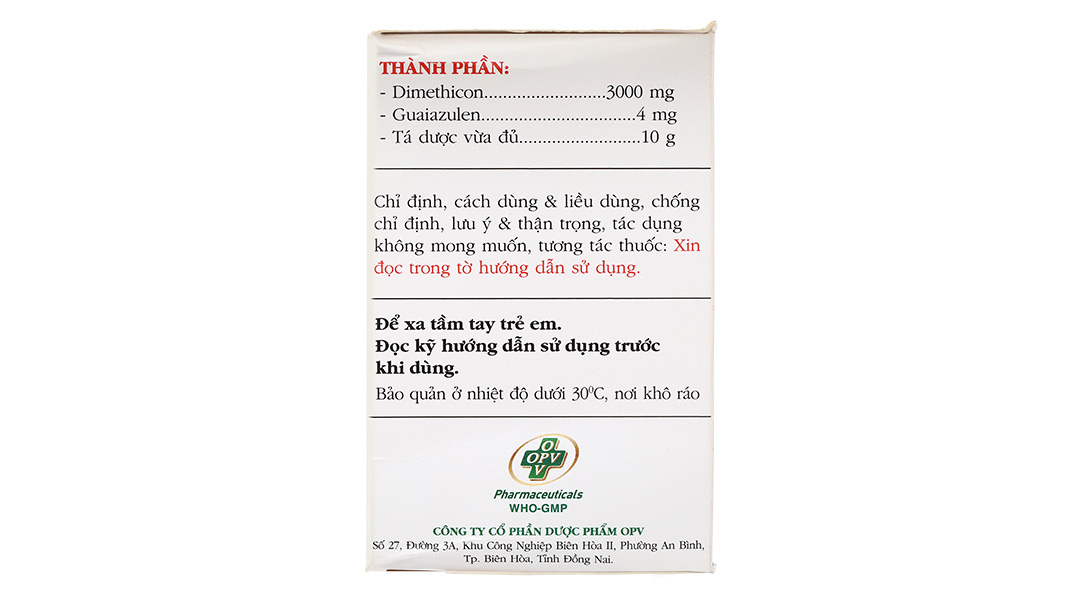 THÀNH PHẦN:
- Dimethicon..........................3000 mg
- Guaiazulen.................................4 mg
- Tá dược vừa đủ..........................10 g
Chỉ định, cách dùng & liều dùng, chống
chỉ định, lưu ý & thận trọng, tác dụng
không mong muốn, tương tác thuốc: Xin
đọc trong tờ hướng dẫn sử dụng.
Để xa tầm tay trẻ em.
Đọc kỹ hướng dẫn sử dụng trước
khi dùng.
Bảo quản ở nhiệt độ dưới 30⁰C, nơi khô ráo
O
OPV
V
Pharmaceuticals
WHO-GMP
CÔNG TY CỔ PHẦN DƯỢC PHẨM OPV
Số 27, Đường 3A, Khu Công Nghiệp Biên Hòa II, Phường An Bình,
Tp. Biên Hòa, Tỉnh Đồng Nai.